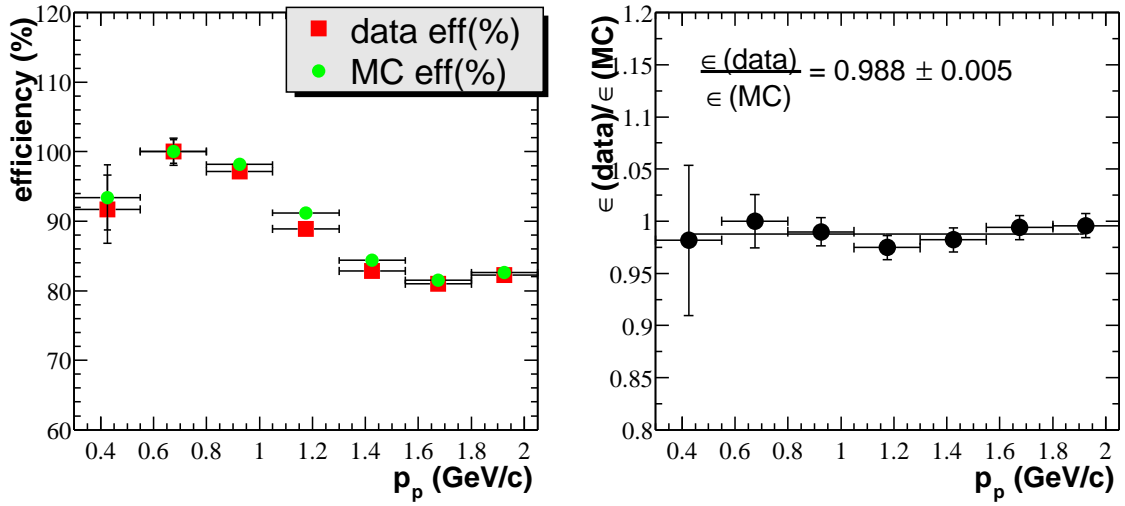 efficiency (%)
120
110
100
90
80
70
60
data eff(%)
MC eff(%)
0.4 0.6 0.8 1 1.2 1.4 1.6 1.8 2
p_p (GeV/c)
∈ (data)/ ∈ (MC)
1.2
1.15
1.1
1.05
1
0.95
0.9
0.85
0.8
∈ (data)
∈ (MC)
= 0.988 ± 0.005
0.4 0.6 0.8 1 1.2 1.4 1.6 1.8 2
p_p (GeV/c)